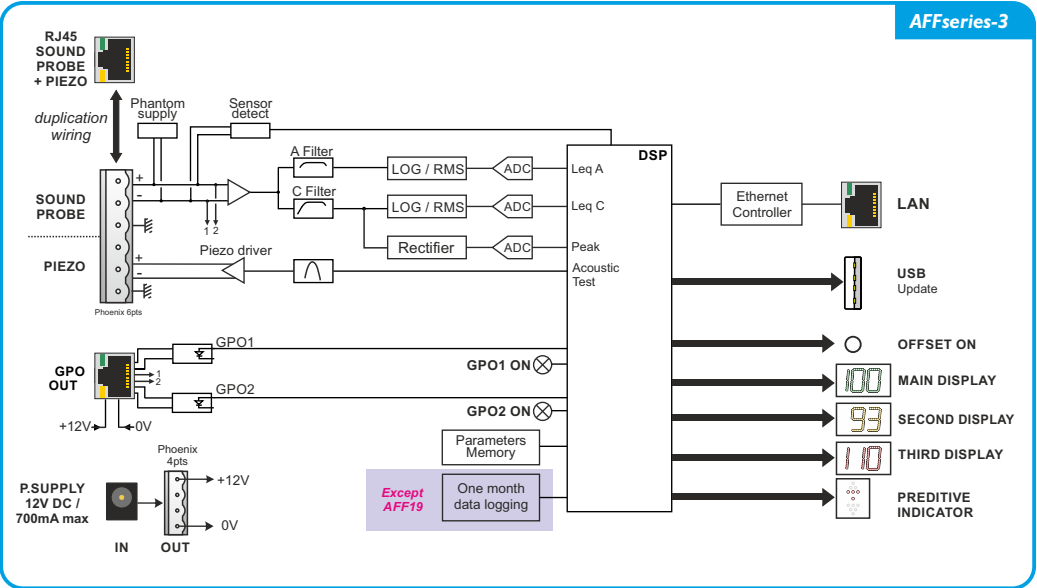 AFFseries-3
RJ45
SOUND
PROBE
+ PIEZO
duplication
wiring
Phantom
supply
Sensor
detect
A Filter
C Filter
LOG / RMS
ADC
LOG / RMS
ADC
Rectifier
ADC
DSP
Leq A
Leq C
Peak
Acoustic
Test
SOUND
PROBE
+
-
1 2
PIEZO
+
-
Piezo driver
Phoenix 6pts
Ethernet
Controller
LAN
USB
Update
OFFSET ON
100
MAIN DISPLAY
93
SECOND DISPLAY
110
THIRD DISPLAY
PREDITIVE
INDICATOR
GPO
OUT
GPO1
1
2
GPO2
+12V
0V
GPO1 ON
GPO2 ON
Parameters
Memory
Except
AFF19
One month
data logging
P.SUPPLY
12V DC /
700mA max
IN
Phoenix
4pts
+12V
0V
OUT